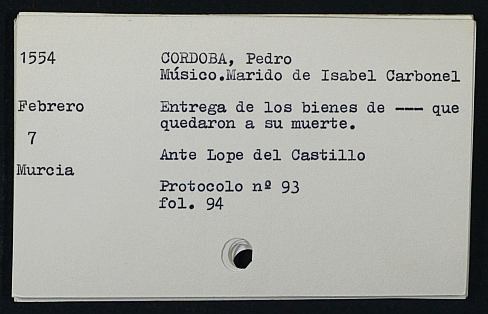 1554
CORDOBA, Pedro
Músico.Marido de Isabel Carbonel
Febrero
Entrega de los bienes de --- que
quedaron a su muerte.
7
Ante Lope del Castillo
Murcia
Protocolo nº 93
fol. 94